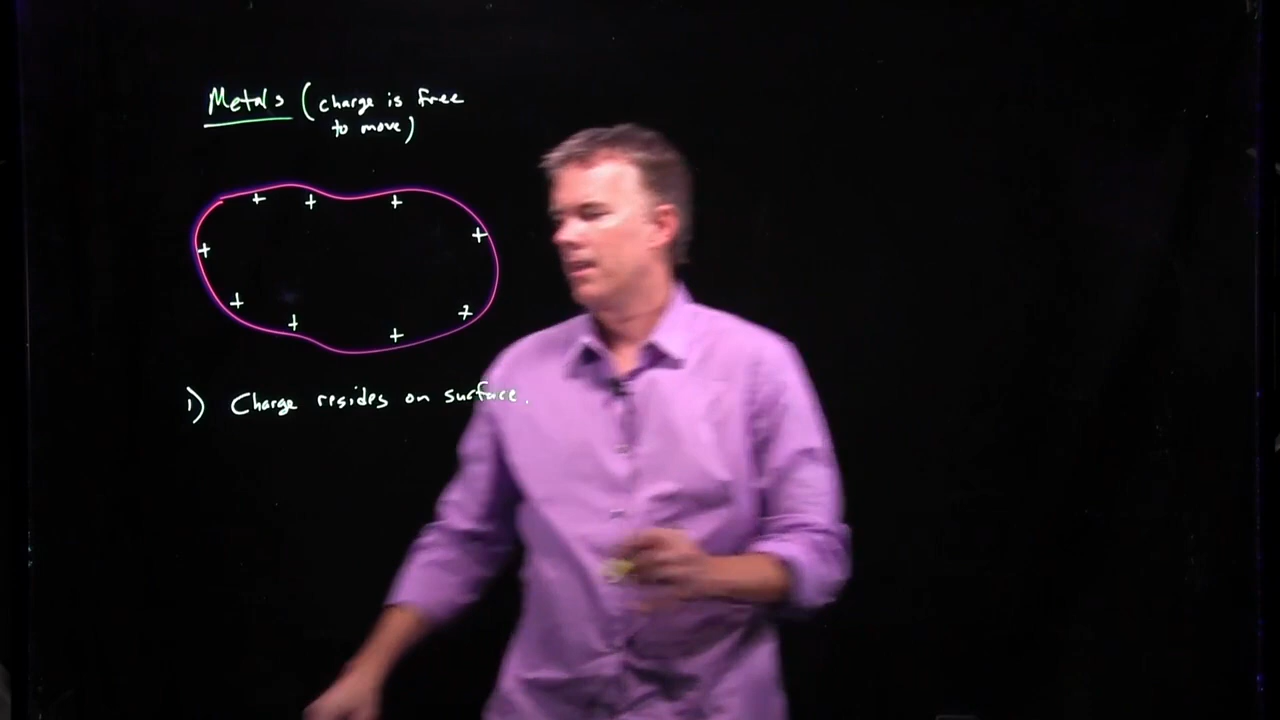 Metals (charge is free
to move)
+ + +
+ +
+ +
+ +
1) Charge resides on surface.